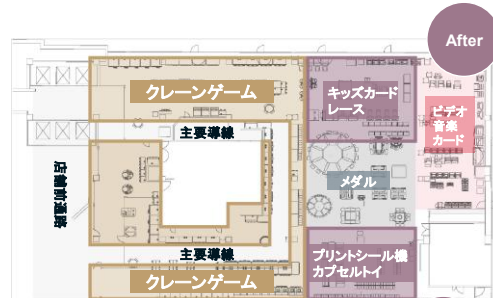 After
クレーンゲーム
キッズカード
レース
ビデオ
音楽
カード
主要導線
店舗前通路
メダル
主要導線
プリントシール機
カプセルトイ
クレーンゲーム